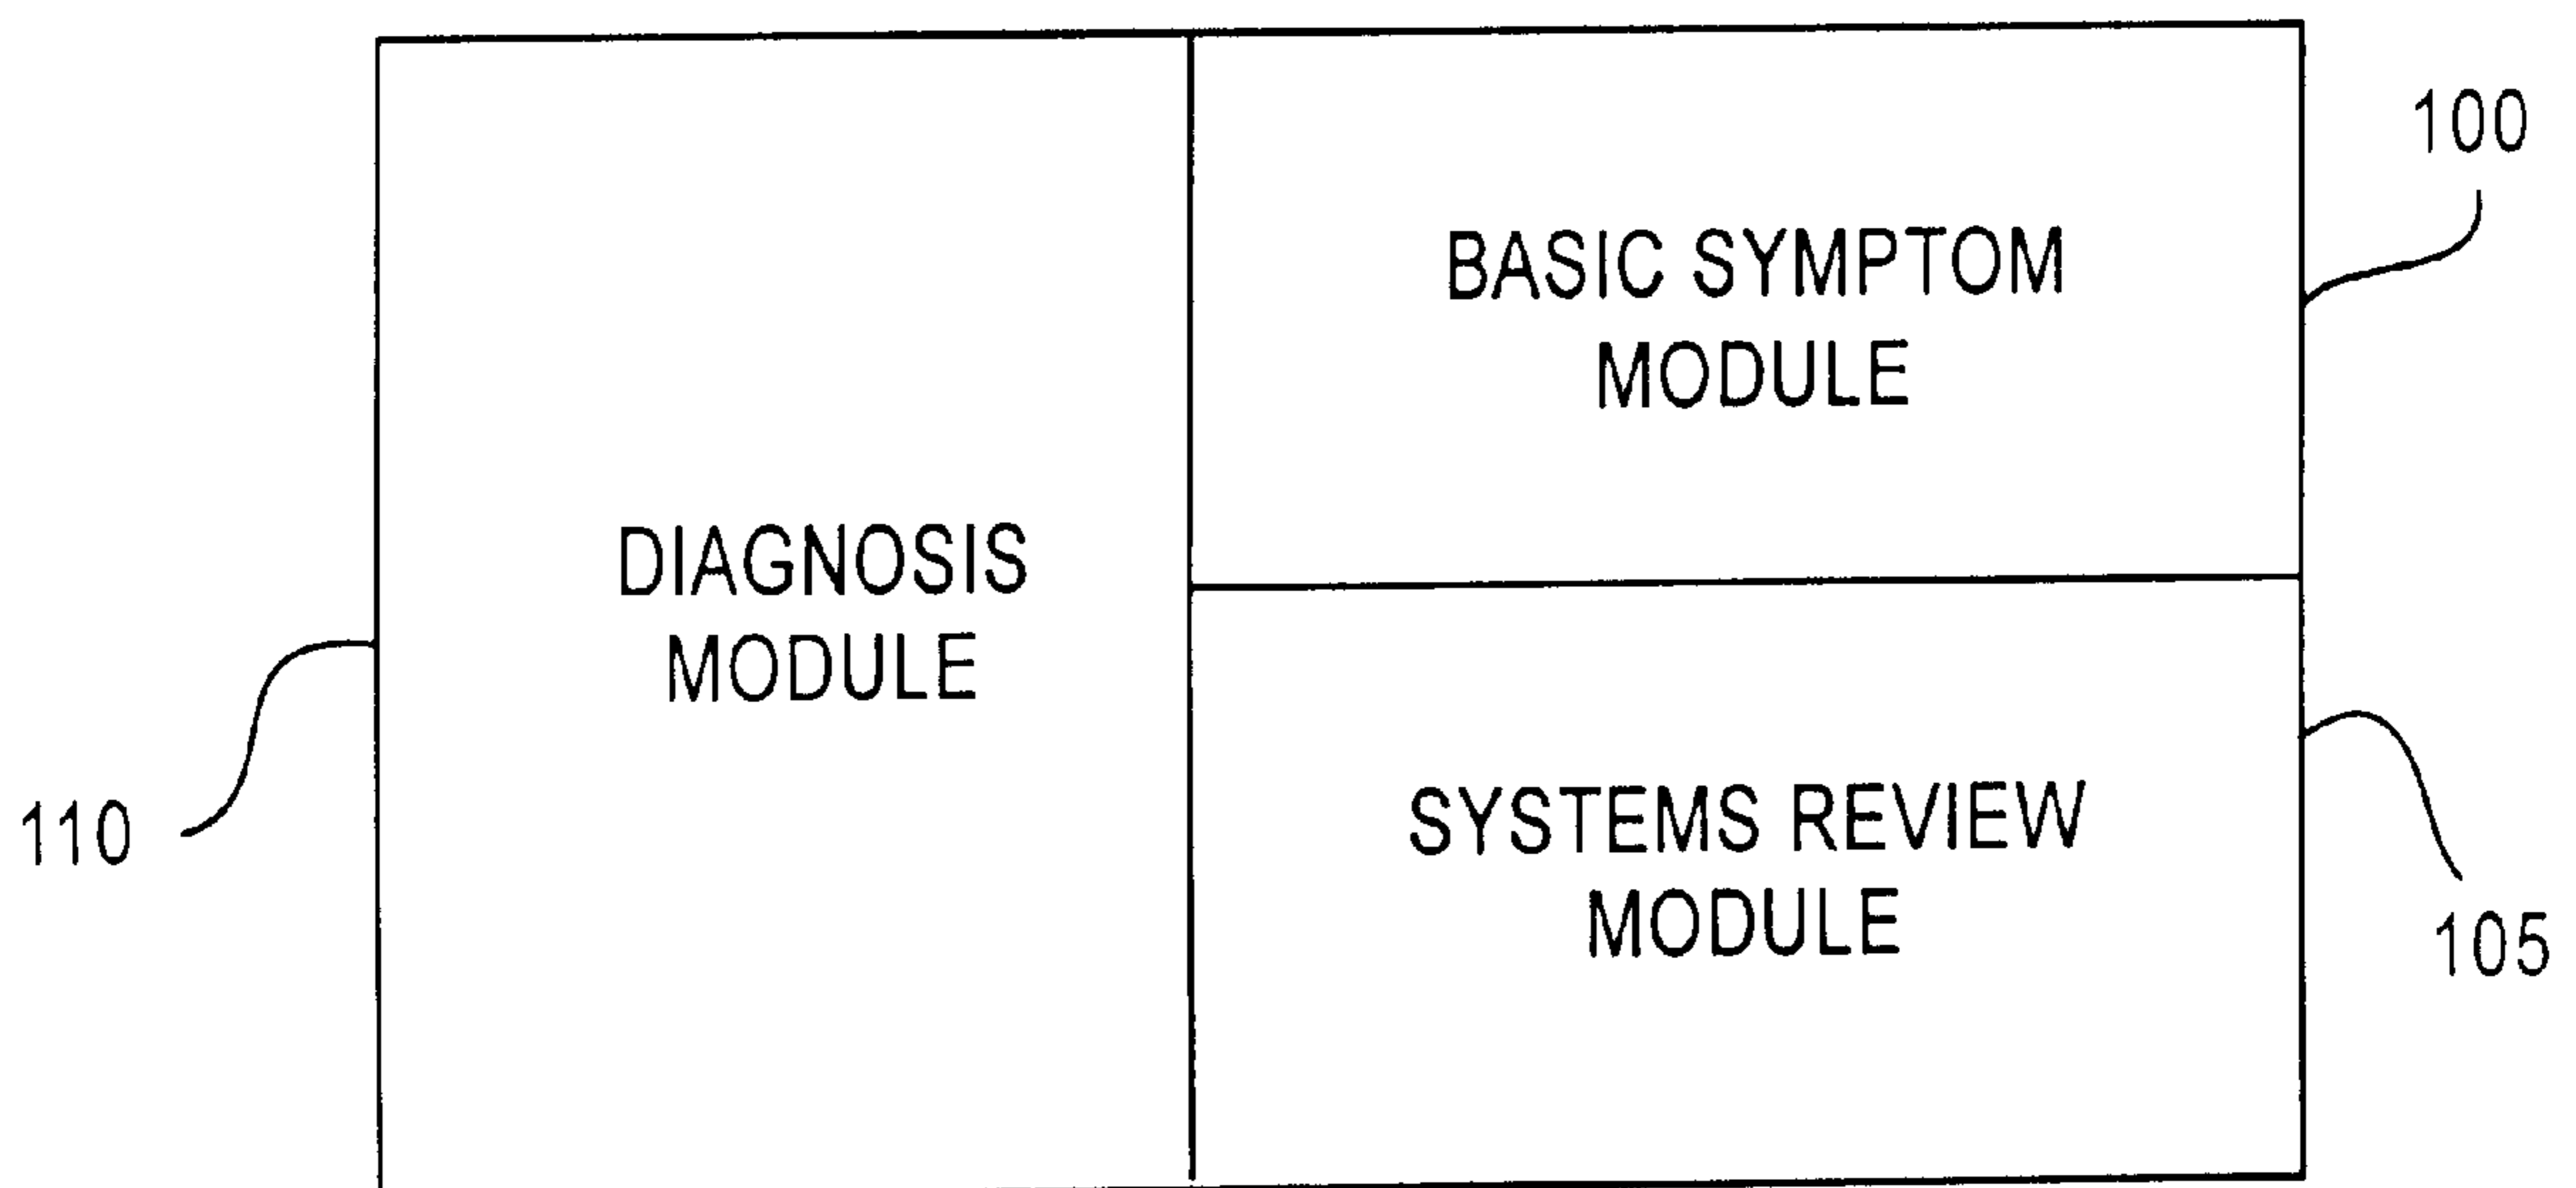 100
BASIC SYMPTOM
MODULE
DIAGNOSIS
MODULE
110
SYSTEMS REVIEW
MODULE
105